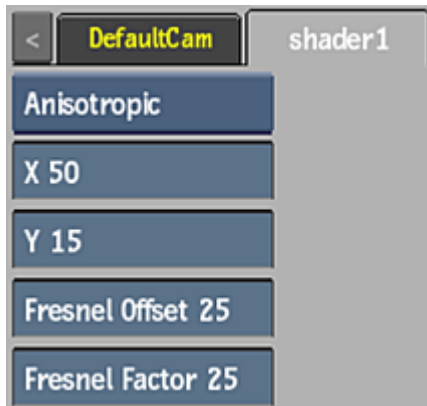 < DefaultCam shader1
Anisotropic
X 50
Y 15
Fresnel Offset 25
Fresnel Factor 25